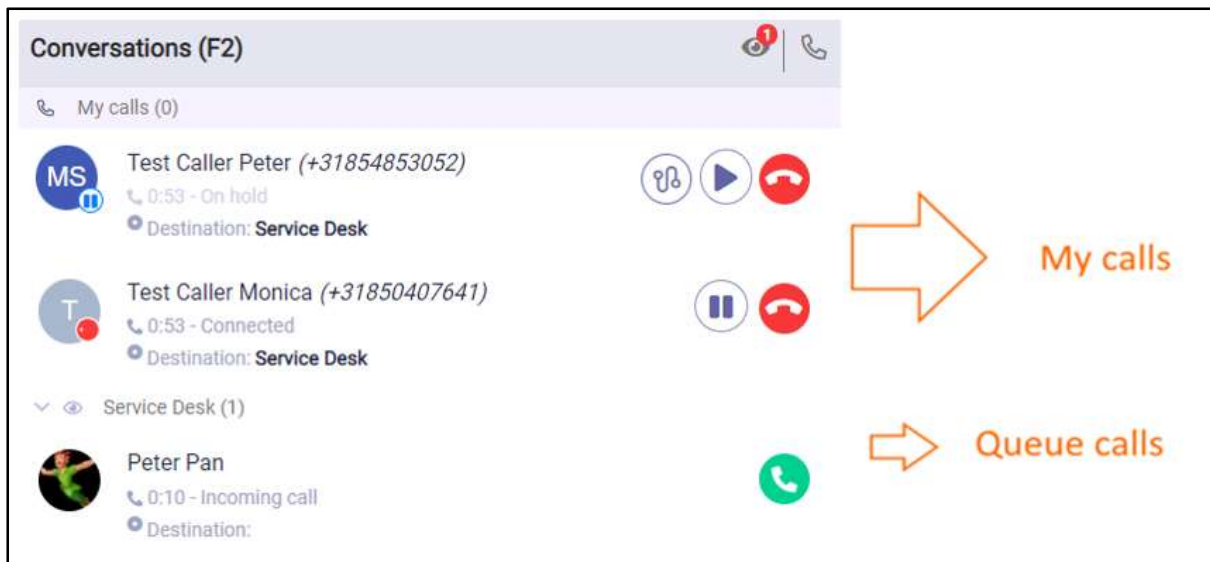 Conversations (F2)
1
My calls (0)
MS
Test Caller Peter (+31854853052)
0:53 - On hold
Destination: Service Desk
My calls
T
Test Caller Monica (+31850407641)
0:53 - Connected
Destination: Service Desk
Service Desk (1)
Queue calls
Peter Pan
0:10 - Incoming call
Destination: